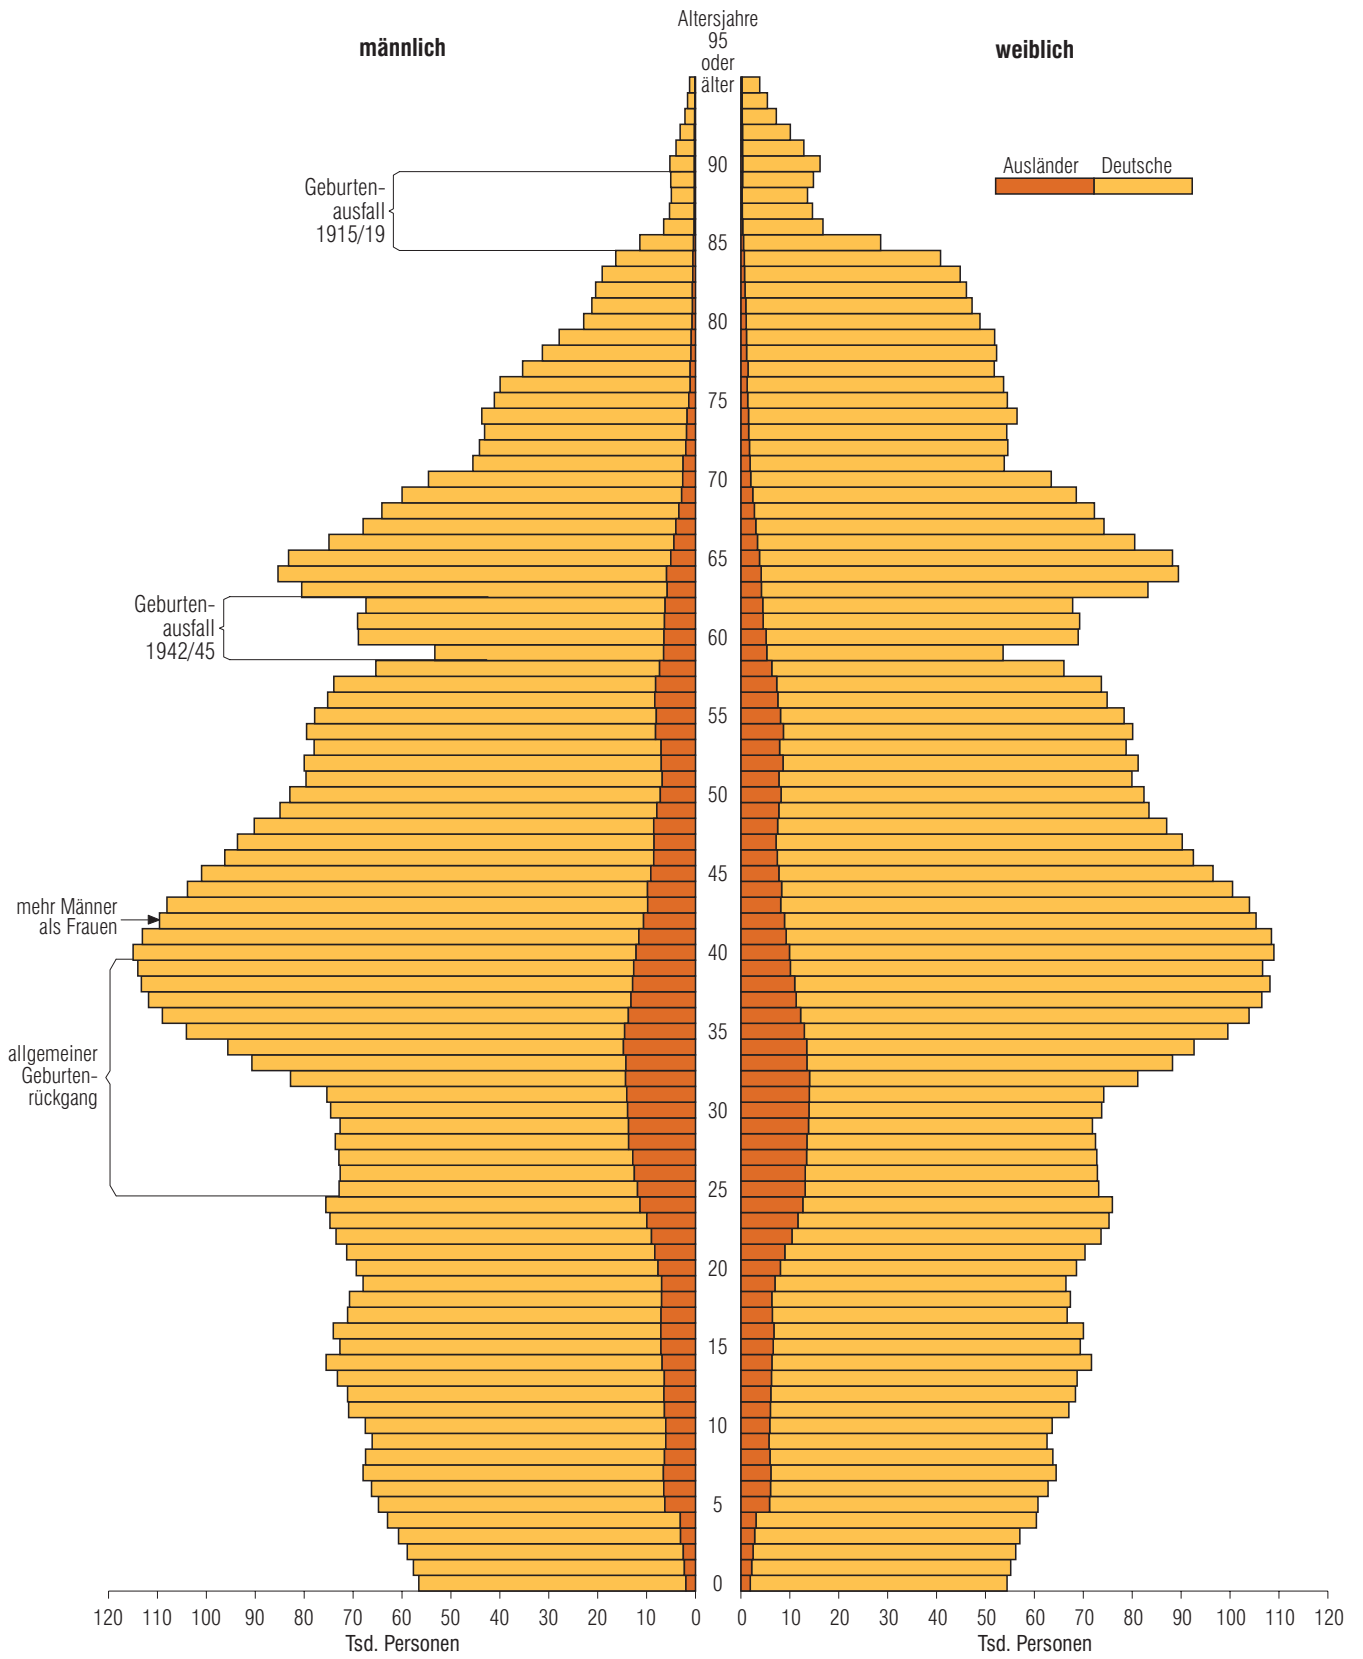 Altersjahre
95
oder
älter
männlich
weiblich
Ausländer Deutsche
90
Geburten-
ausfall
1915/19
85
80
75
70
65
Geburten-
ausfall
1942/45
60
55
50
45
mehr Männer
als Frauen
40
35
allgemeiner
Geburten-
rückgang
30
25
20
15
10
5
0
120 110 100 90 80 70 60 50 40 30 20 10 0 0 10 20 30 40 50 60 70 80 90 100 110 120
Tsd. Personen Tsd. Personen